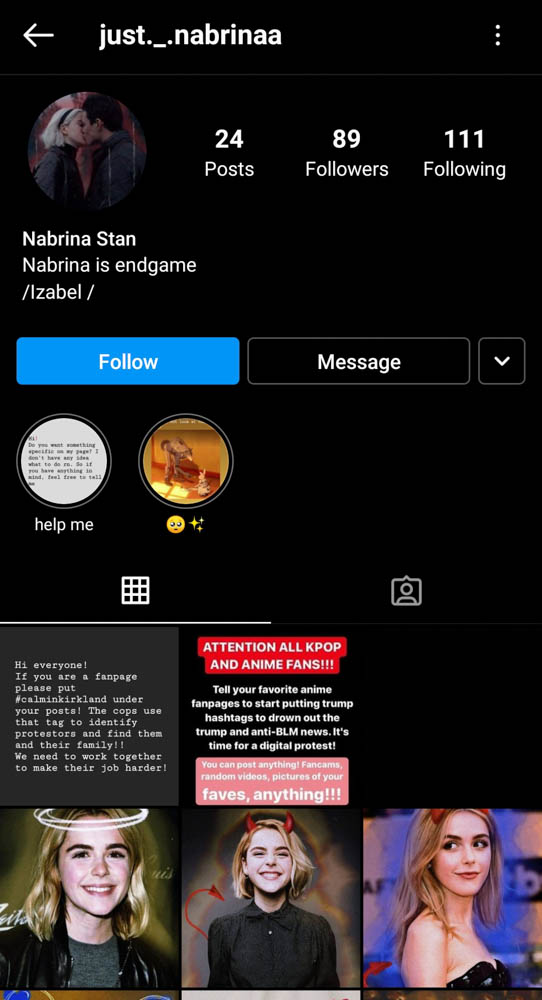 just._.nabrinaa
24
89
111
Posts
Followers
Following
Nabrina Stan
Nabrina is endgame
/Izabel /
Follow
Message
Hi!
Do you want something
specific on my page? I
don't have any idea
what to do rn. So if
you have anything in
mind, feel free to tell
me
look at
help me
🥺✨
Hi everyone!
If you are a fanpage
please put
#calminkirkland under
your posts! The cops use
that tag to identify
protestors and find them
and their family!!
We need to work together
to make their job harder!
ATTENTION ALL KPOP
AND ANIME FANS!!!
Tell your favorite anime
fanpages to start putting trump
hashtags to drown out the
trump and anti-BLM news. It's
time for a digital protest!
You can post anything! Fancams,
random videos, pictures of your
faves, anything!!!